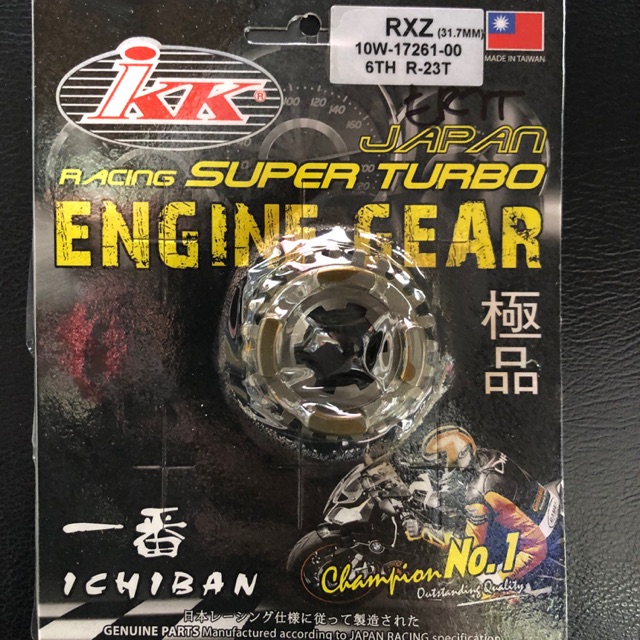 RXZ (31.7MM)
10W-17261-00
6TH R-23T
MADE IN TAIWAN
ikk®
JAPAN
RACING SUPER TURBO
ENGINE GEAR
極品
一番
ICHIBAN
Champion No.1
Outstanding Quality
日本レーシング仕様に従って製造された
GENUINE PARTS Manufactured according to JAPAN RACING specification